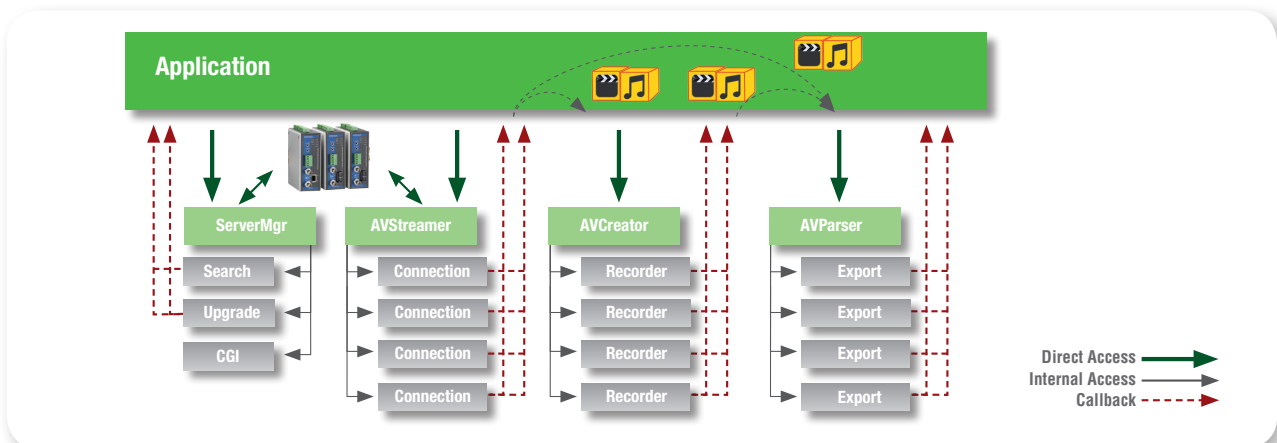 Application
ServerMgr
Search
Upgrade
CGI
AVStreamer
Connection
Connection
Connection
Connection
AVCreator
Recorder
Recorder
Recorder
Recorder
AVParser
Export
Export
Export
Export
Direct Access
Internal Access
Callback